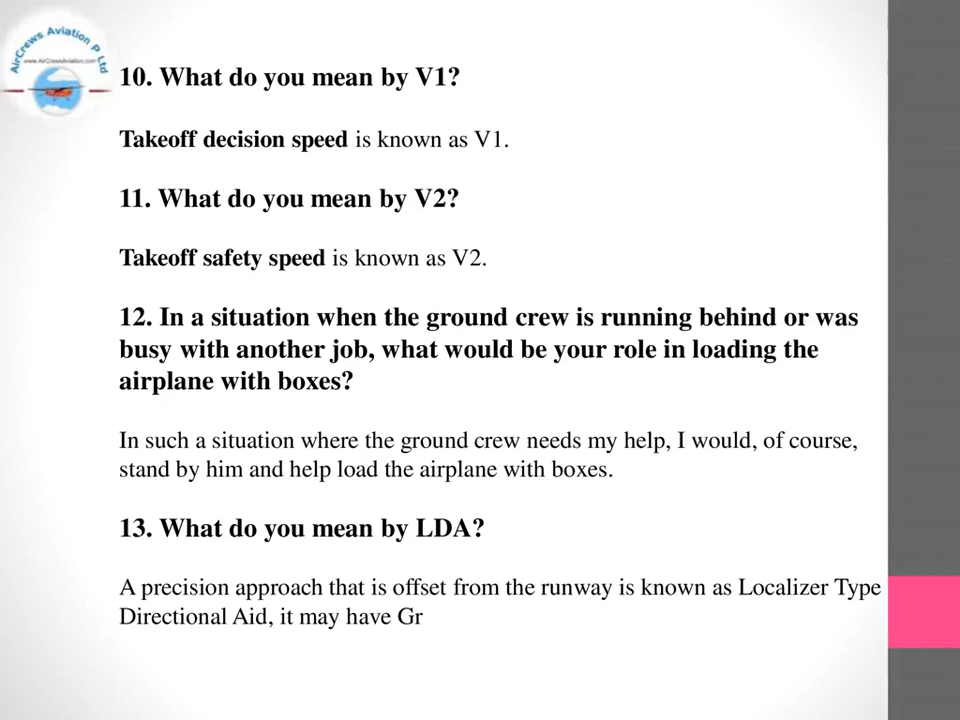 AirCrews Aviation P Ltd
www.AirCrewsAviation.com
10. What do you mean by V1?
Takeoff decision speed is known as V1.
11. What do you mean by V2?
Takeoff safety speed is known as V2.
12. In a situation when the ground crew is running behind or was
busy with another job, what would be your role in loading the
airplane with boxes?
In such a situation where the ground crew needs my help, I would, of course,
stand by him and help load the airplane with boxes.
13. What do you mean by LDA?
A precision approach that is offset from the runway is known as Localizer Type
Directional Aid, it may have Gr